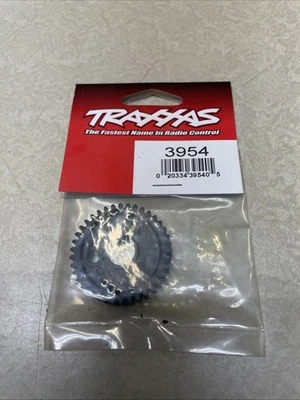 TRAXXAS
The Fastest Name in Radio Control
3954
0 20334 39540 5